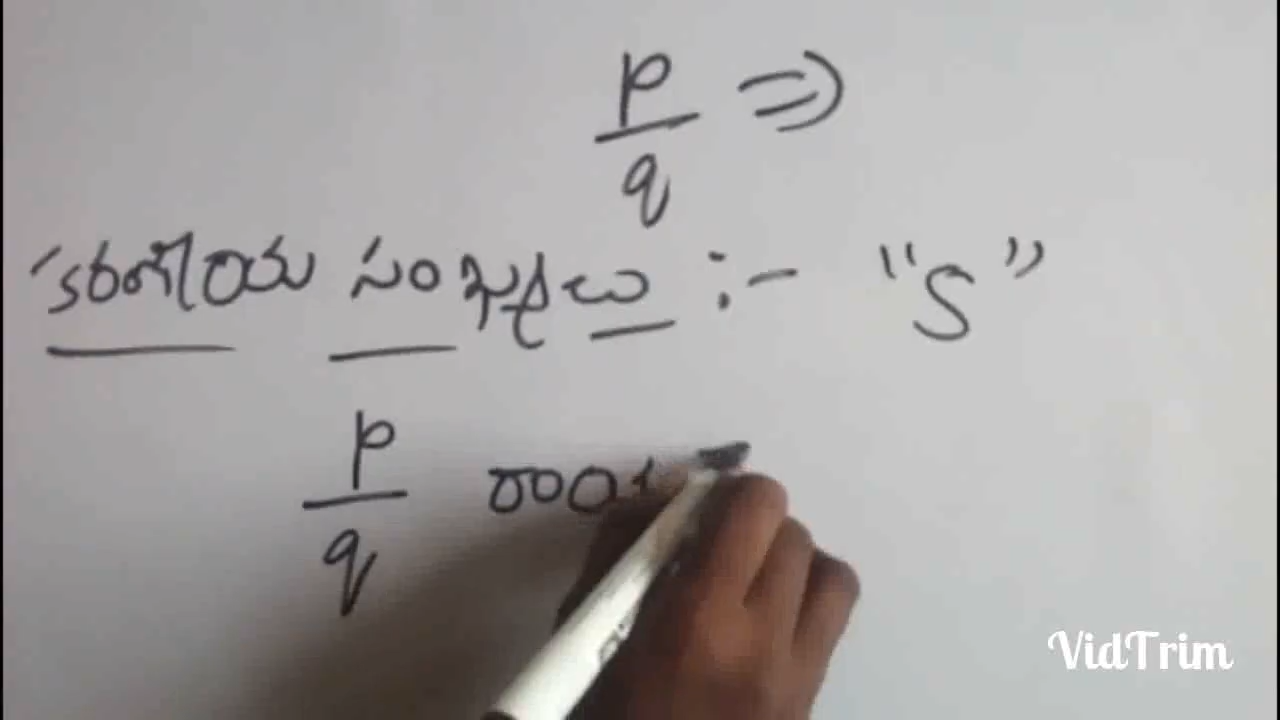 p/q ⇒
కరణీయ సంఖ్యలు :- "S"
p/q
VidTrim